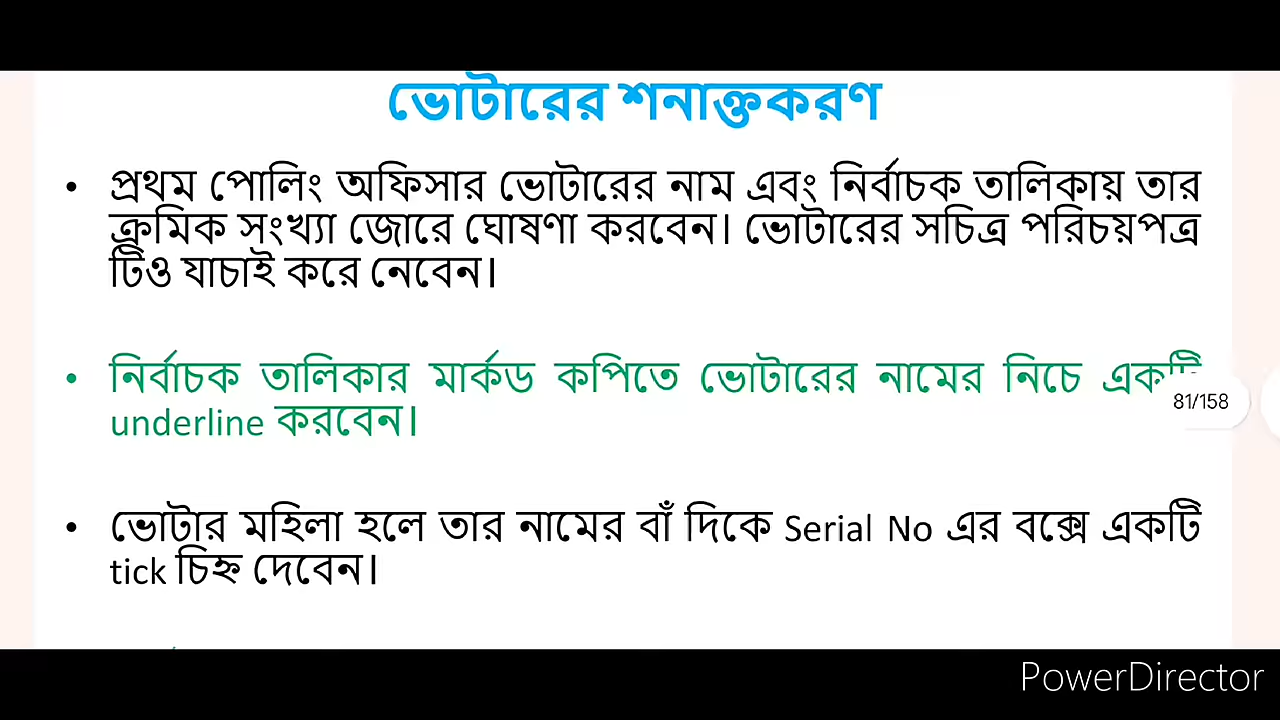 ভোটারের শনাক্তকরণ
• প্রথম পোলিং অফিসার ভোটারের নাম এবং নির্বাচক তালিকায় তার
ক্রমিক সংখ্যা জোরে ঘোষণা করবেন। ভোটারের সচিত্র পরিচয়পত্র
টিও যাচাই করে নেবেন।
• নির্বাচক তালিকার মার্কড কপিতে ভোটারের নামের নিচে একটি
underline করবেন।
81/158
• ভোটার মহিলা হলে তার নামের বাঁ দিকে Serial No এর বক্সে একটি
tick চিহ্ন দেবেন।
PowerDirector